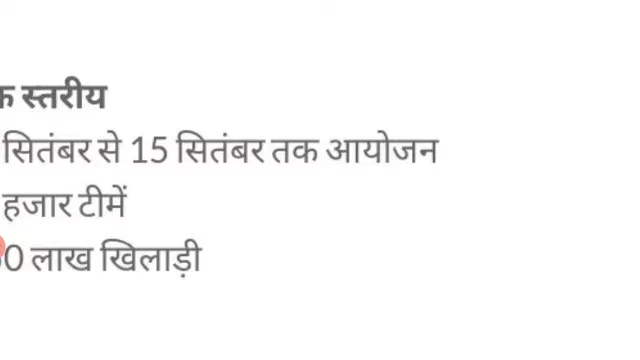 स्तरीय
सितंबर से 15 सितंबर तक आयोजन
हजार टीमें
लाख खिलाड़ी